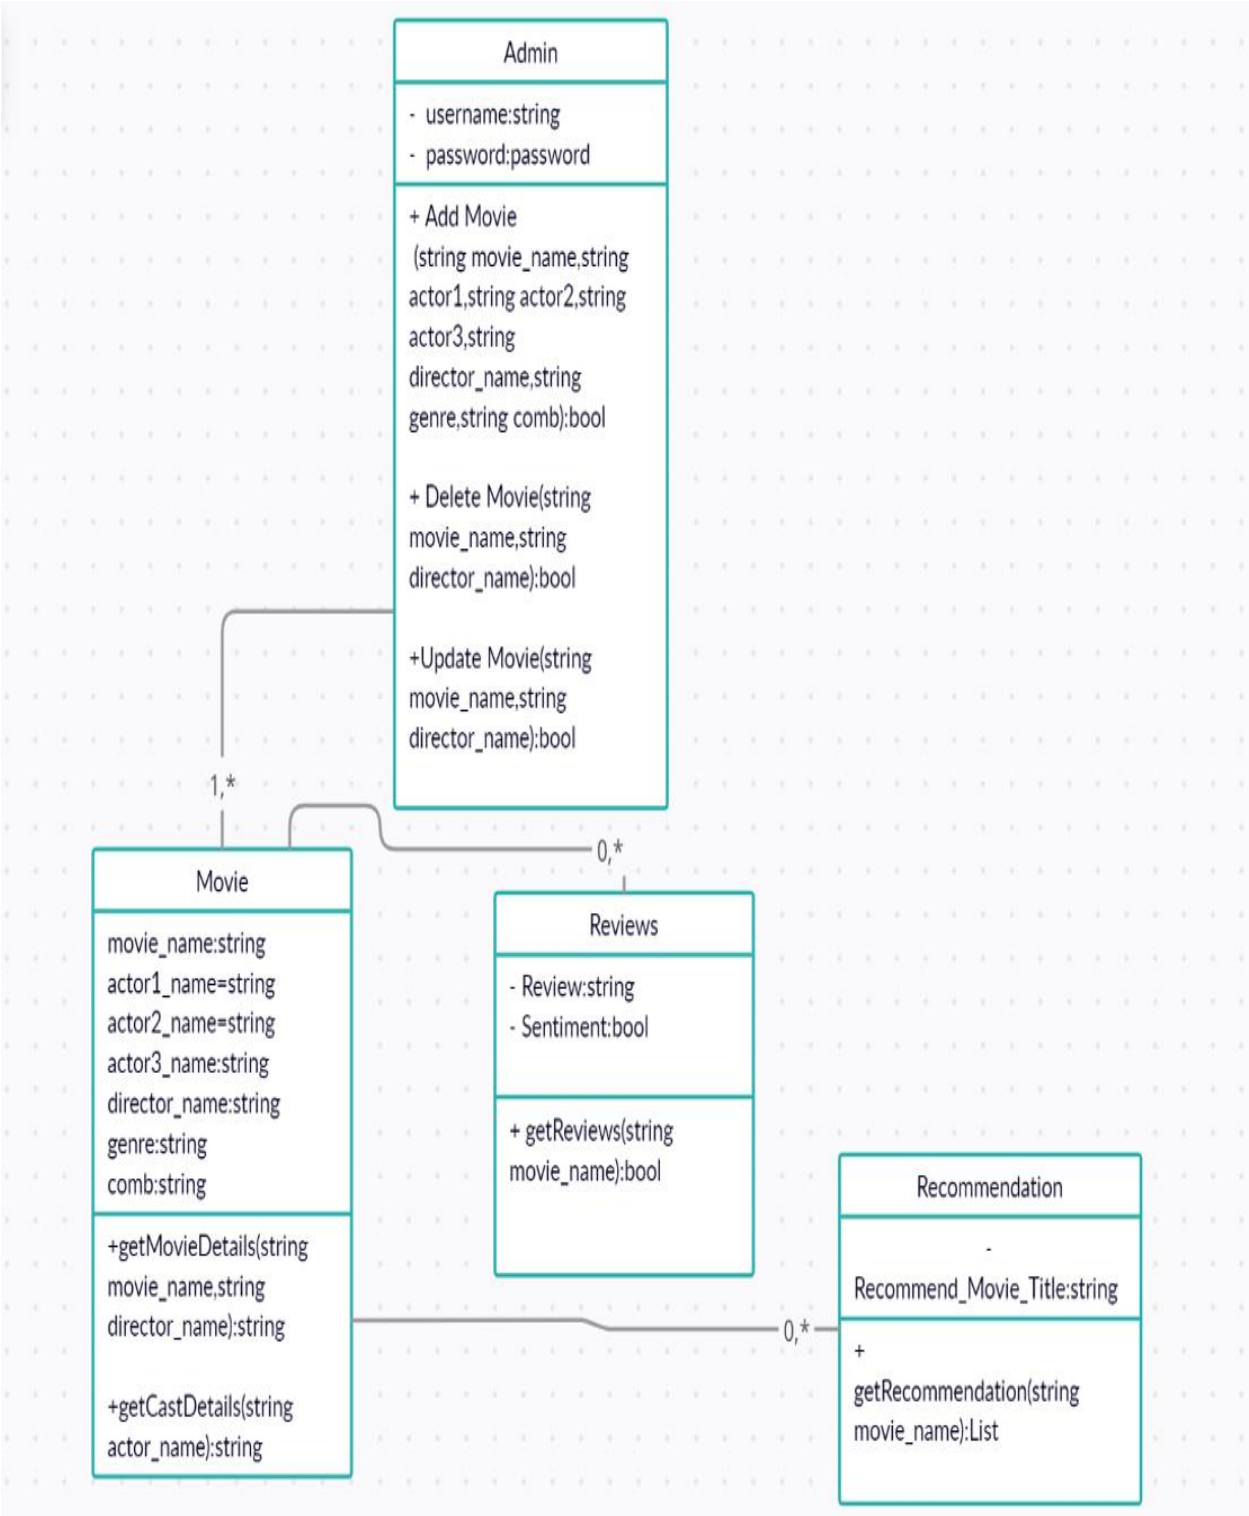 Admin
- username:string
- password:password
+ Add Movie
(string movie_name,string
actor1,string actor2,string
actor3,string
director_name,string
genre,string comb):bool
+ Delete Movie(string
movie_name,string
director_name):bool
+Update Movie(string
movie_name,string
director_name):bool
1,*
0,*
Movie
movie_name:string
actor1_name=string
actor2_name=string
actor3_name:string
director_name:string
genre:string
comb:string
+getMovieDetails(string
movie_name,string
director_name):string
+getCastDetails(string
actor_name):string
Reviews
- Review:string
- Sentiment:bool
+ getReviews(string
movie_name):bool
0,*
Recommendation
-
Recommend_Movie_Title:string
+
getRecommendation(string
movie_name):List